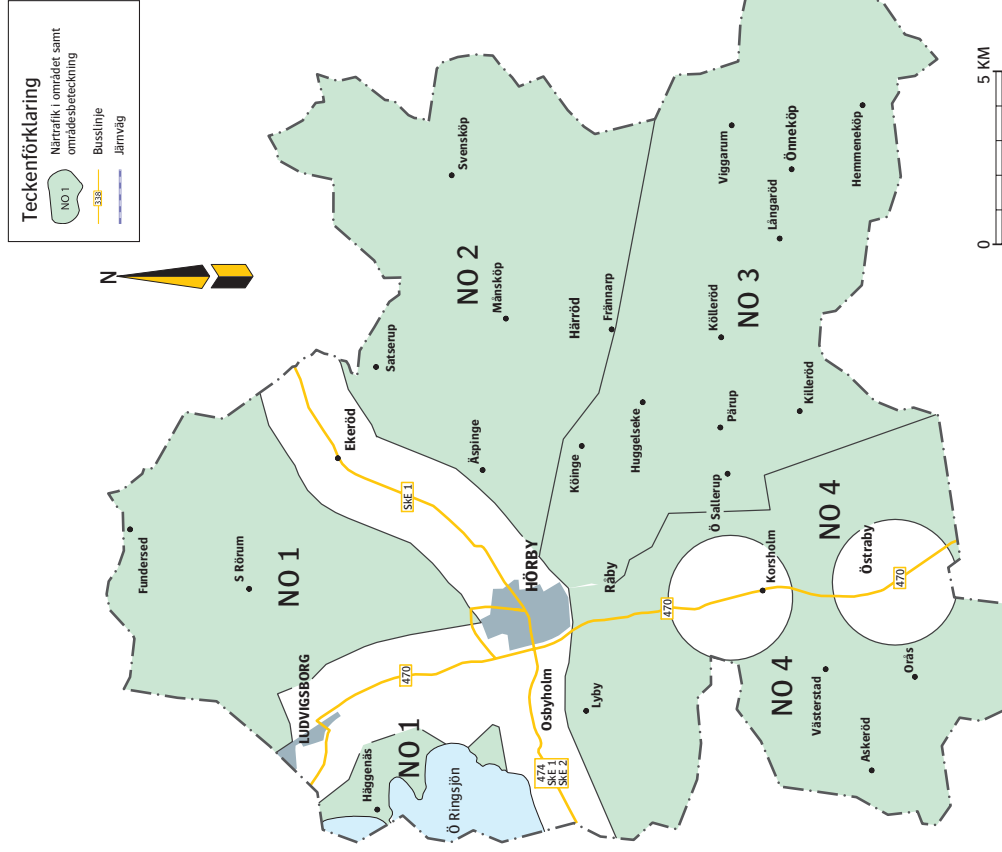 Teckenförklaring
NO 1
Närtrafik i området samt
områdesbeteckning
338
Busslinje
Järnväg
N
Fundersed
S Rörum
NO 1
LUDVIGSBORG
470
Häggenäs
NO 1
Ö Ringsjön
Ekeröd
SkE 1
Satserup
Svensköp
NO 2
Månsköp
Äspinge
Härröd
Frännarp
HÖRBY
Osbyholm
474
SkE 1
SkE 2
Lyby
Råby
Köinge
Huggelseke
Viggarum
Önneköp
Långaröd
Hemmeneköp
Kölleröd
NO 3
Pärup
Killeröd
Ö Sallerup
470
Korsholm
NO 4
Östraby
470
NO 4
Västerstad
Orås
Askeröd
0
5 KM